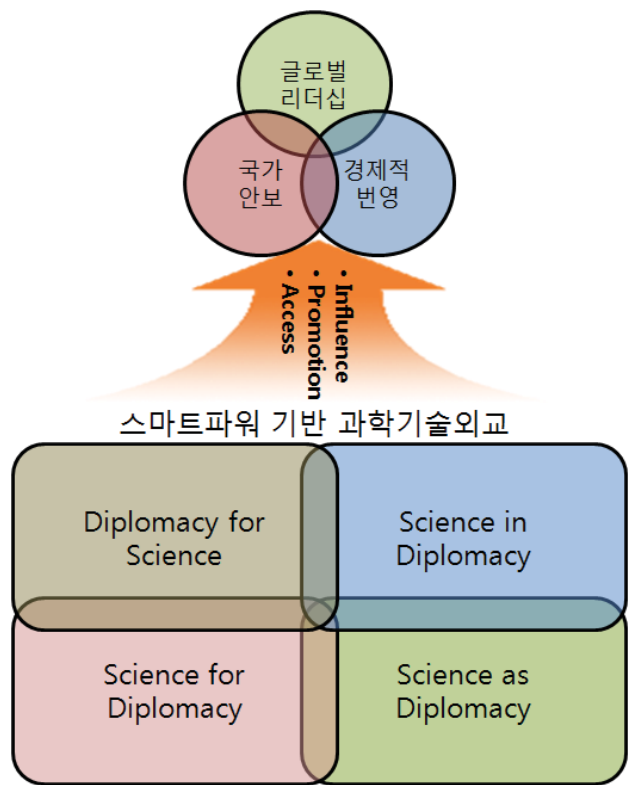 글로벌
리더십
국가
안보
경제적
번영
• Influence
• Promotion
• Access
스마트파워 기반 과학기술외교
Diplomacy for
Science
Science in
Diplomacy
Science for
Diplomacy
Science as
Diplomacy